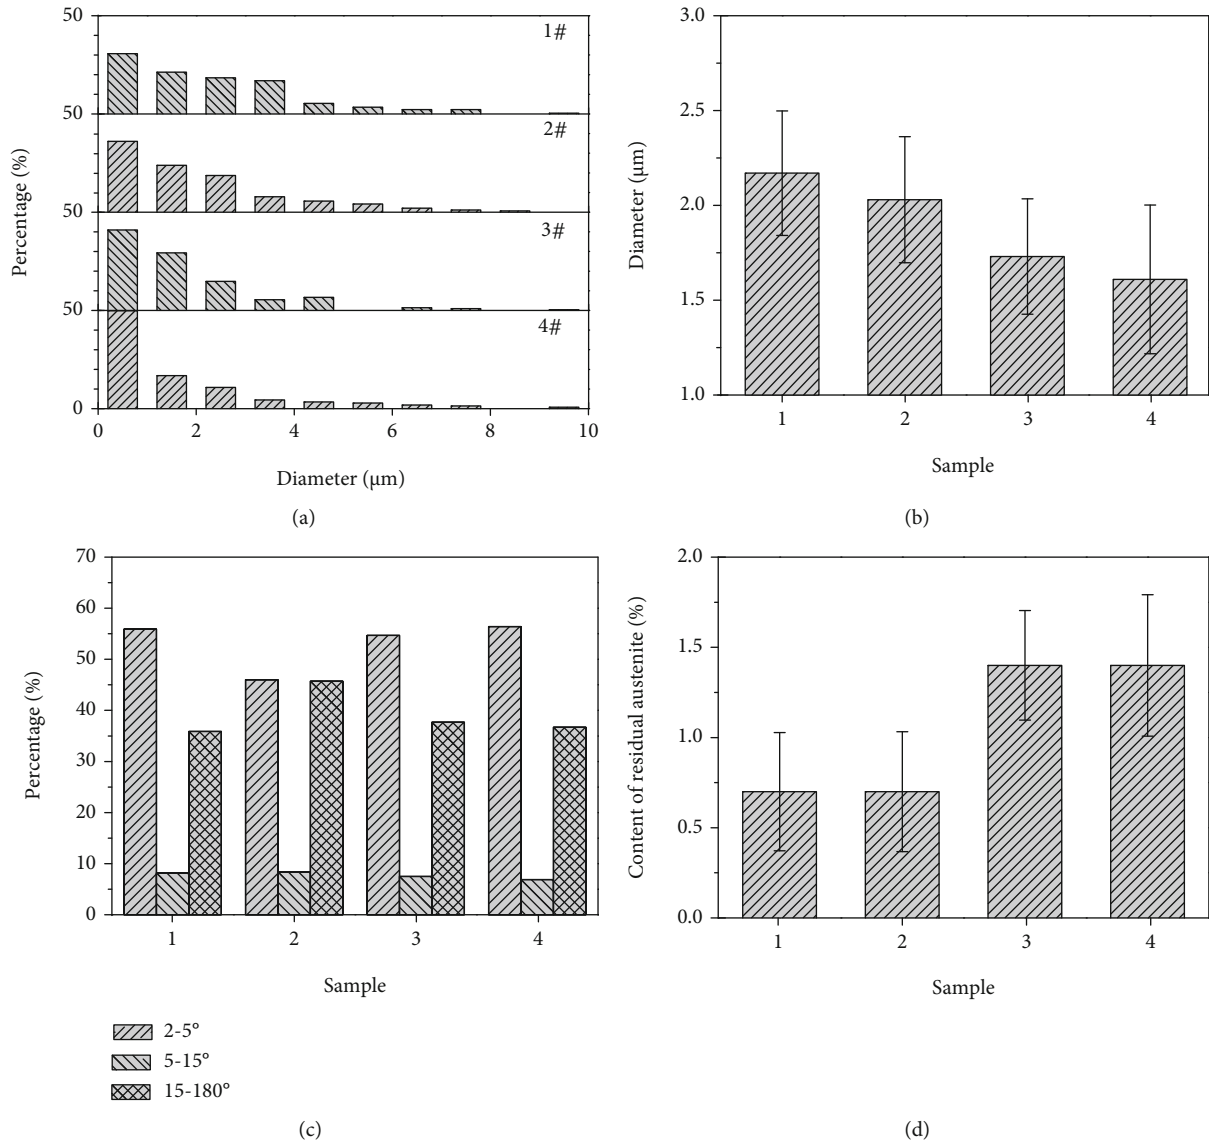 50
1#
50
2#
50
3#
50
4#
0
0 2 4 6 8 10
Percentage (%)
Diameter (μm)
(a)
3.0
2.5
2.0
1.5
1.0
1 2 3 4
Diameter (μm)
Sample
(b)
70
60
50
40
30
20
10
0
1 2 3 4
Percentage (%)
Sample
2-5°
5-15°
15-180°
(c)
2.0
1.5
1.0
0.5
0.0
1 2 3 4
Content of residual austenite (%)
Sample
(d)